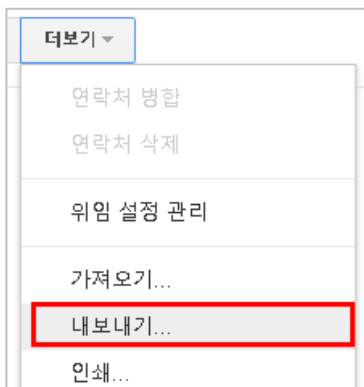 더보기
연락처 병합
연락처 삭제
위임 설정 관리
가져오기...
내보내기...
인쇄...